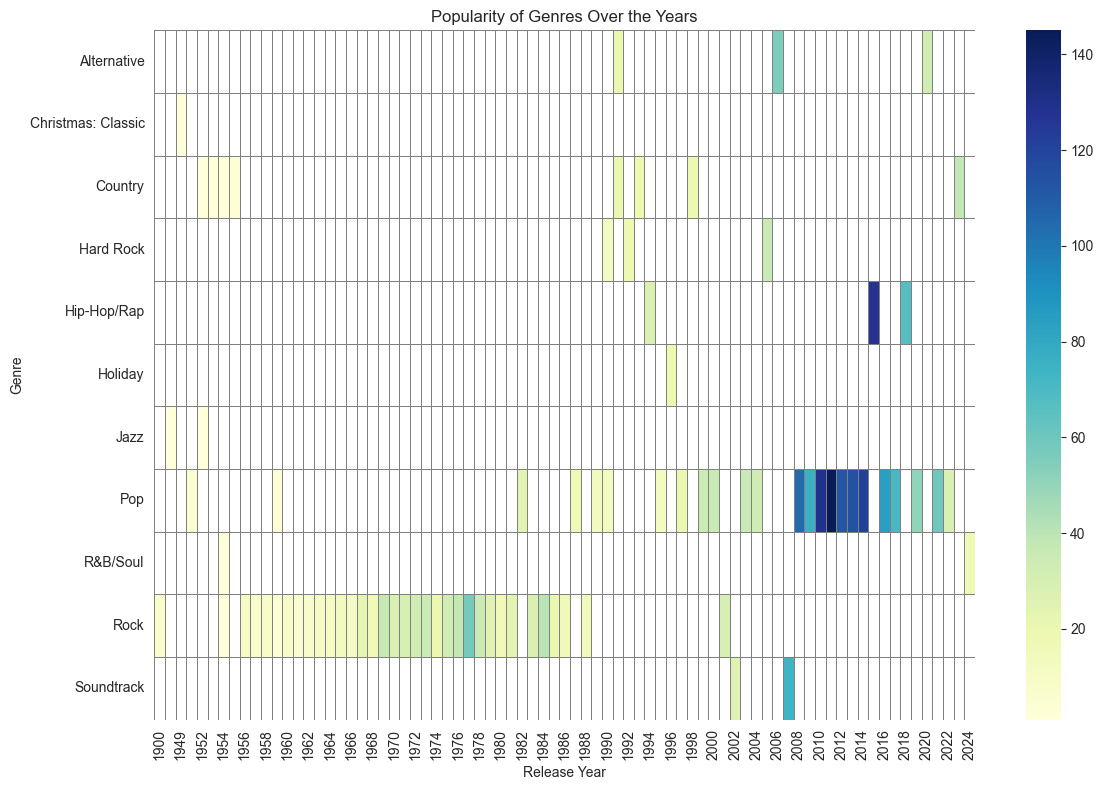 Popularity of Genres Over the Years
Genre
Alternative
Christmas: Classic
Country
Hard Rock
Hip-Hop/Rap
Holiday
Jazz
Pop
R&B/Soul
Rock
Soundtrack
1900 1949 1952 1954 1956 1958 1960 1962 1964 1966 1968 1970 1972 1974 1976 1978 1980 1982 1984 1986 1988 1990 1992 1994 1996 1998 2000 2002 2004 2006 2008 2010 2012 2014 2016 2018 2020 2022 2024
Release Year
140
120
100
80
60
40
20